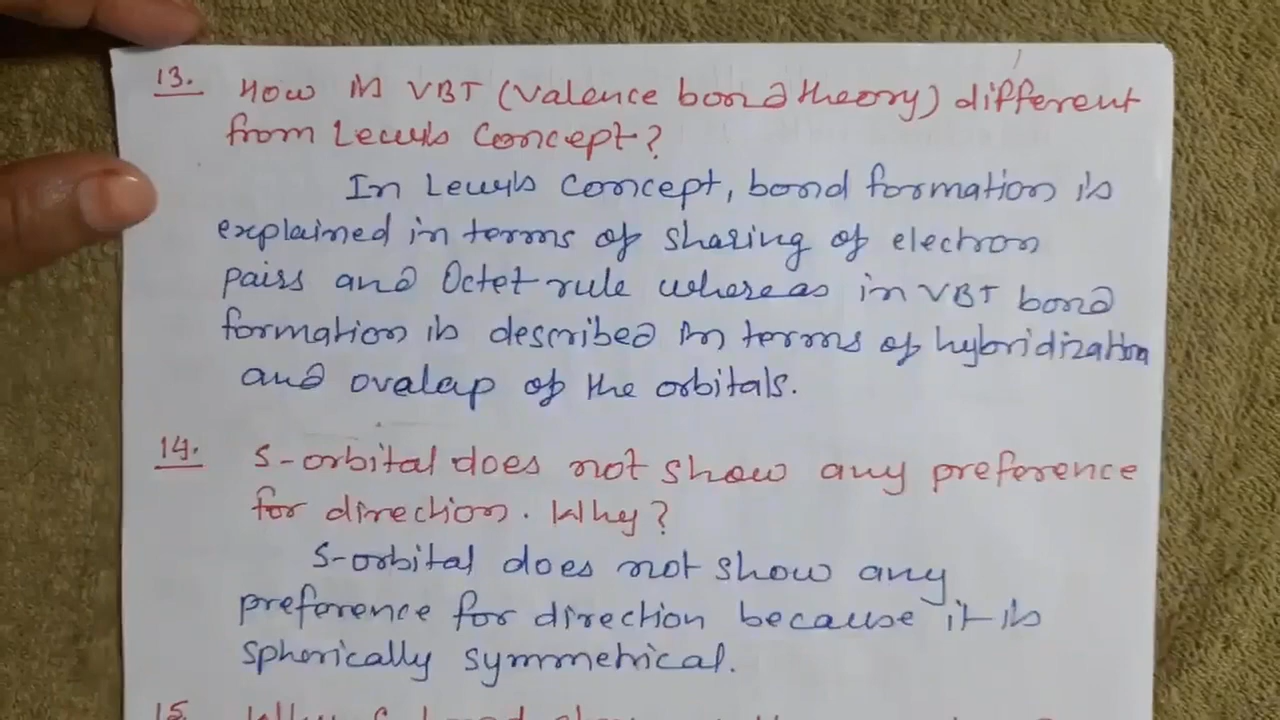 13. How is VBT (Valence bond theory) different
from Lewis Concept?
In Lewis Concept, bond formation is
explained in terms of sharing of electron
pairs and Octet rule whereas in VBT bond
formation is described in terms of hybridization
and ovelap of the orbitals.
14. S-orbital does not show any preference
for direction. Why?
S-orbital does not show any
preference for direction because it is
spherically symmetrical.
15. Why